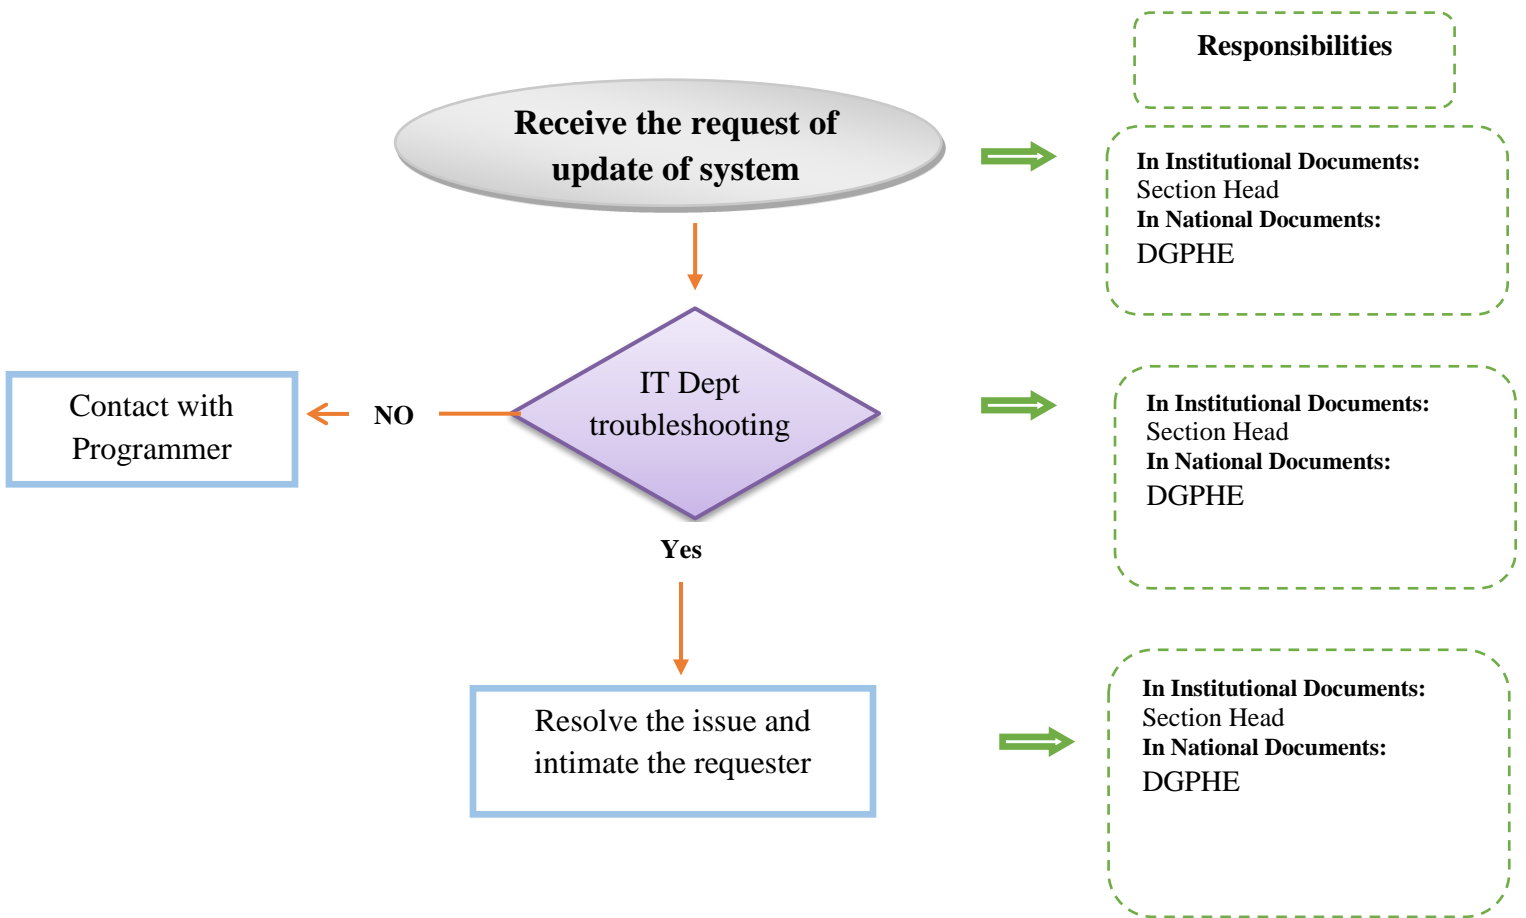 Responsibilities
Receive the request of
update of system
In Institutional Documents:
Section Head
In National Documents:
DGPHE
IT Dept
troubleshooting
NO
Contact with
Programmer
In Institutional Documents:
Section Head
In National Documents:
DGPHE
Yes
Resolve the issue and
intimate the requester
In Institutional Documents:
Section Head
In National Documents:
DGPHE